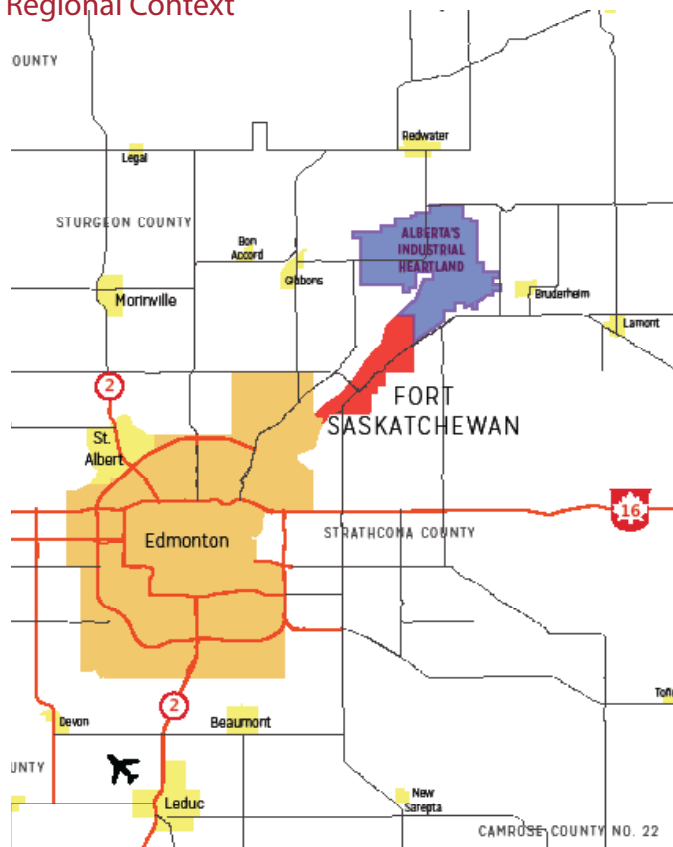 Regional Context
OUNTY
Redwater
Legal
STURGEON COUNTY
ALBERTA'S
INDUSTRIAL
HEARTLAND
Bon
Accord
Gibbons
Bruderheim
Morinville
Lamont
2
FORT
SASKATCHEWAN
St.
Albert
16
Edmonton
STRATHCONA COUNTY
Tofi
2
Devon
Beaumont
UNTY
Leduc
New
Sarepta
CAMROSE COUNTY NO. 22